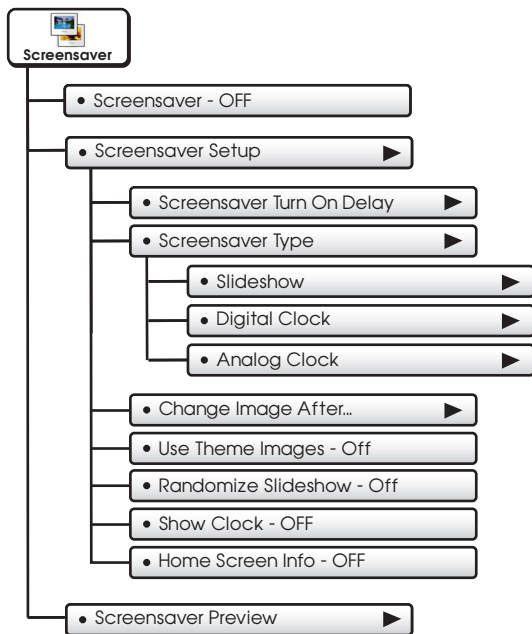 Screensaver
• Screensaver - OFF
• Screensaver Setup
• Screensaver Turn On Delay
• Screensaver Type
• Slideshow
• Digital Clock
• Analog Clock
• Change Image After...
• Use Theme Images - Off
• Randomize Slideshow - Off
• Show Clock - OFF
• Home Screen Info - OFF
• Screensaver Preview